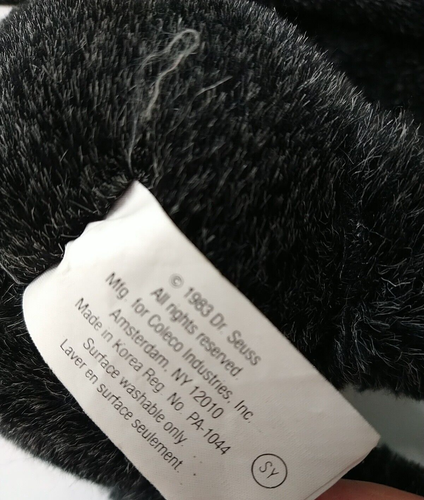 © 1983 Dr. Seuss
All rights reserved
Mfg. for Coleco Industries, Inc.
Amsterdam, NY 12010
Made in Korea Reg. No. PA-1044
Surface washable only.
Laver en surface seulement.
SY